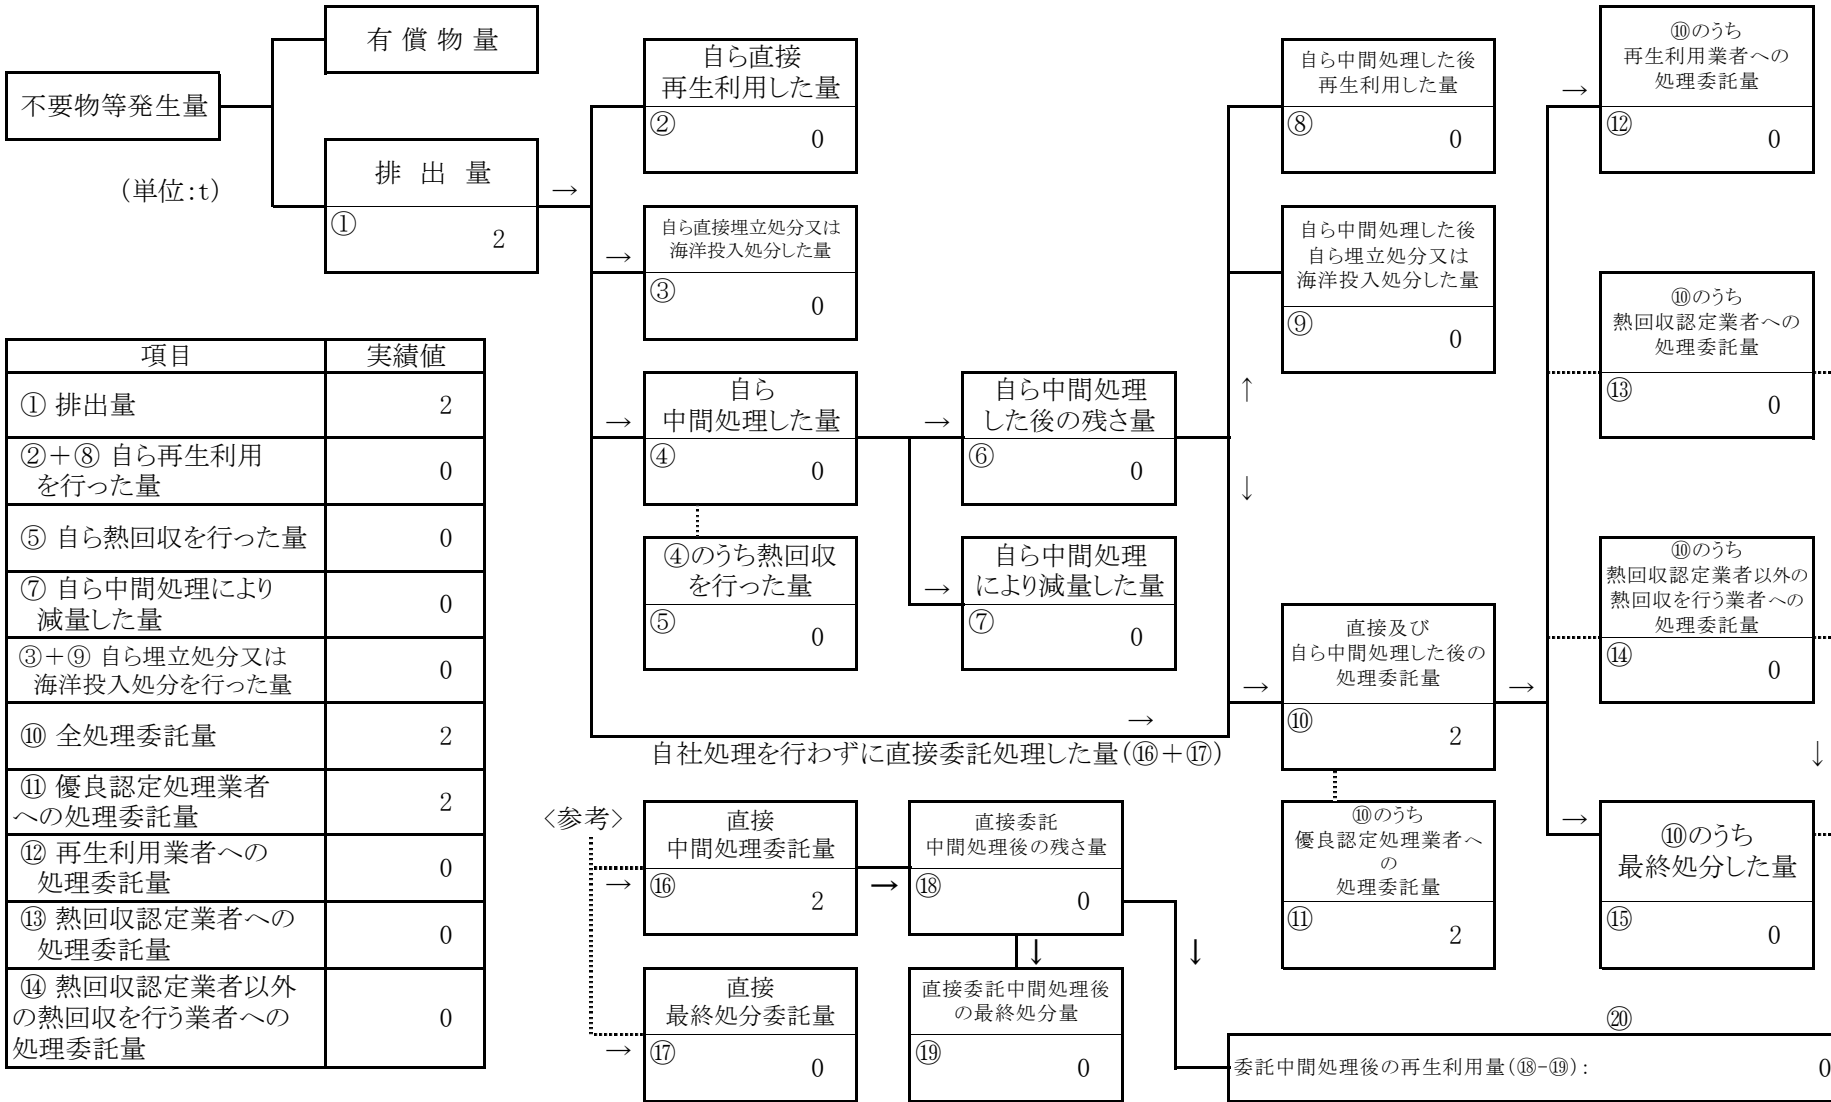 不要物等発生量
(単位:t)
有 償 物 量
排 出 量
①
2
→
自ら直接
再生利用した量
②
0
→
自ら直接埋立処分又は
海洋投入処分した量
③
0
→
自ら
中間処理した量
④
0
④のうち熱回収
を行った量
⑤
0
→
自ら中間処理
した後の残さ量
⑥
0
→
自ら中間処理
により減量した量
⑦
0
自ら中間処理した後
再生利用した量
⑧
0
自ら中間処理した後
自ら埋立処分又は
海洋投入処分した量
⑨
0
↑
↓
→
自社処理を行わずに直接委託処理した量(⑯+⑰)
→
直接及び
自ら中間処理した後の
処理委託量
⑩
2
⑩のうち
優良認定処理業者へ
の
処理委託量
⑪
2
→
→
⑩のうち
再生利用業者への
処理委託量
⑫
0
⑩のうち
熱回収認定業者への
処理委託量
⑬
0
⑩のうち
熱回収認定業者以外の
熱回収を行う業者への
処理委託量
⑭
0
↓
→
⑩のうち
最終処分した量
⑮
0
項目 実績値
① 排出量 2
②+⑧ 自ら再生利用
を行った量 0
⑤ 自ら熱回収を行った量 0
⑦ 自ら中間処理により
減量した量 0
③+⑨ 自ら埋立処分又は
海洋投入処分を行った量 0
⑩ 全処理委託量 2
⑪ 優良認定処理業者
への処理委託量 2
⑫ 再生利用業者への
処理委託量 0
⑬ 熱回収認定業者への
処理委託量 0
⑭ 熱回収認定業者以外
の熱回収を行う業者への
処理委託量 0
<参考>
→
直接
中間処理委託量
⑯
2
→
直接
最終処分委託量
⑰
0
→
直接委託
中間処理後の残さ量
⑱
0
↓
直接委託中間処理後
の最終処分量
⑲
0
↓
⑳
委託中間処理後の再生利用量(⑱-⑲): 0